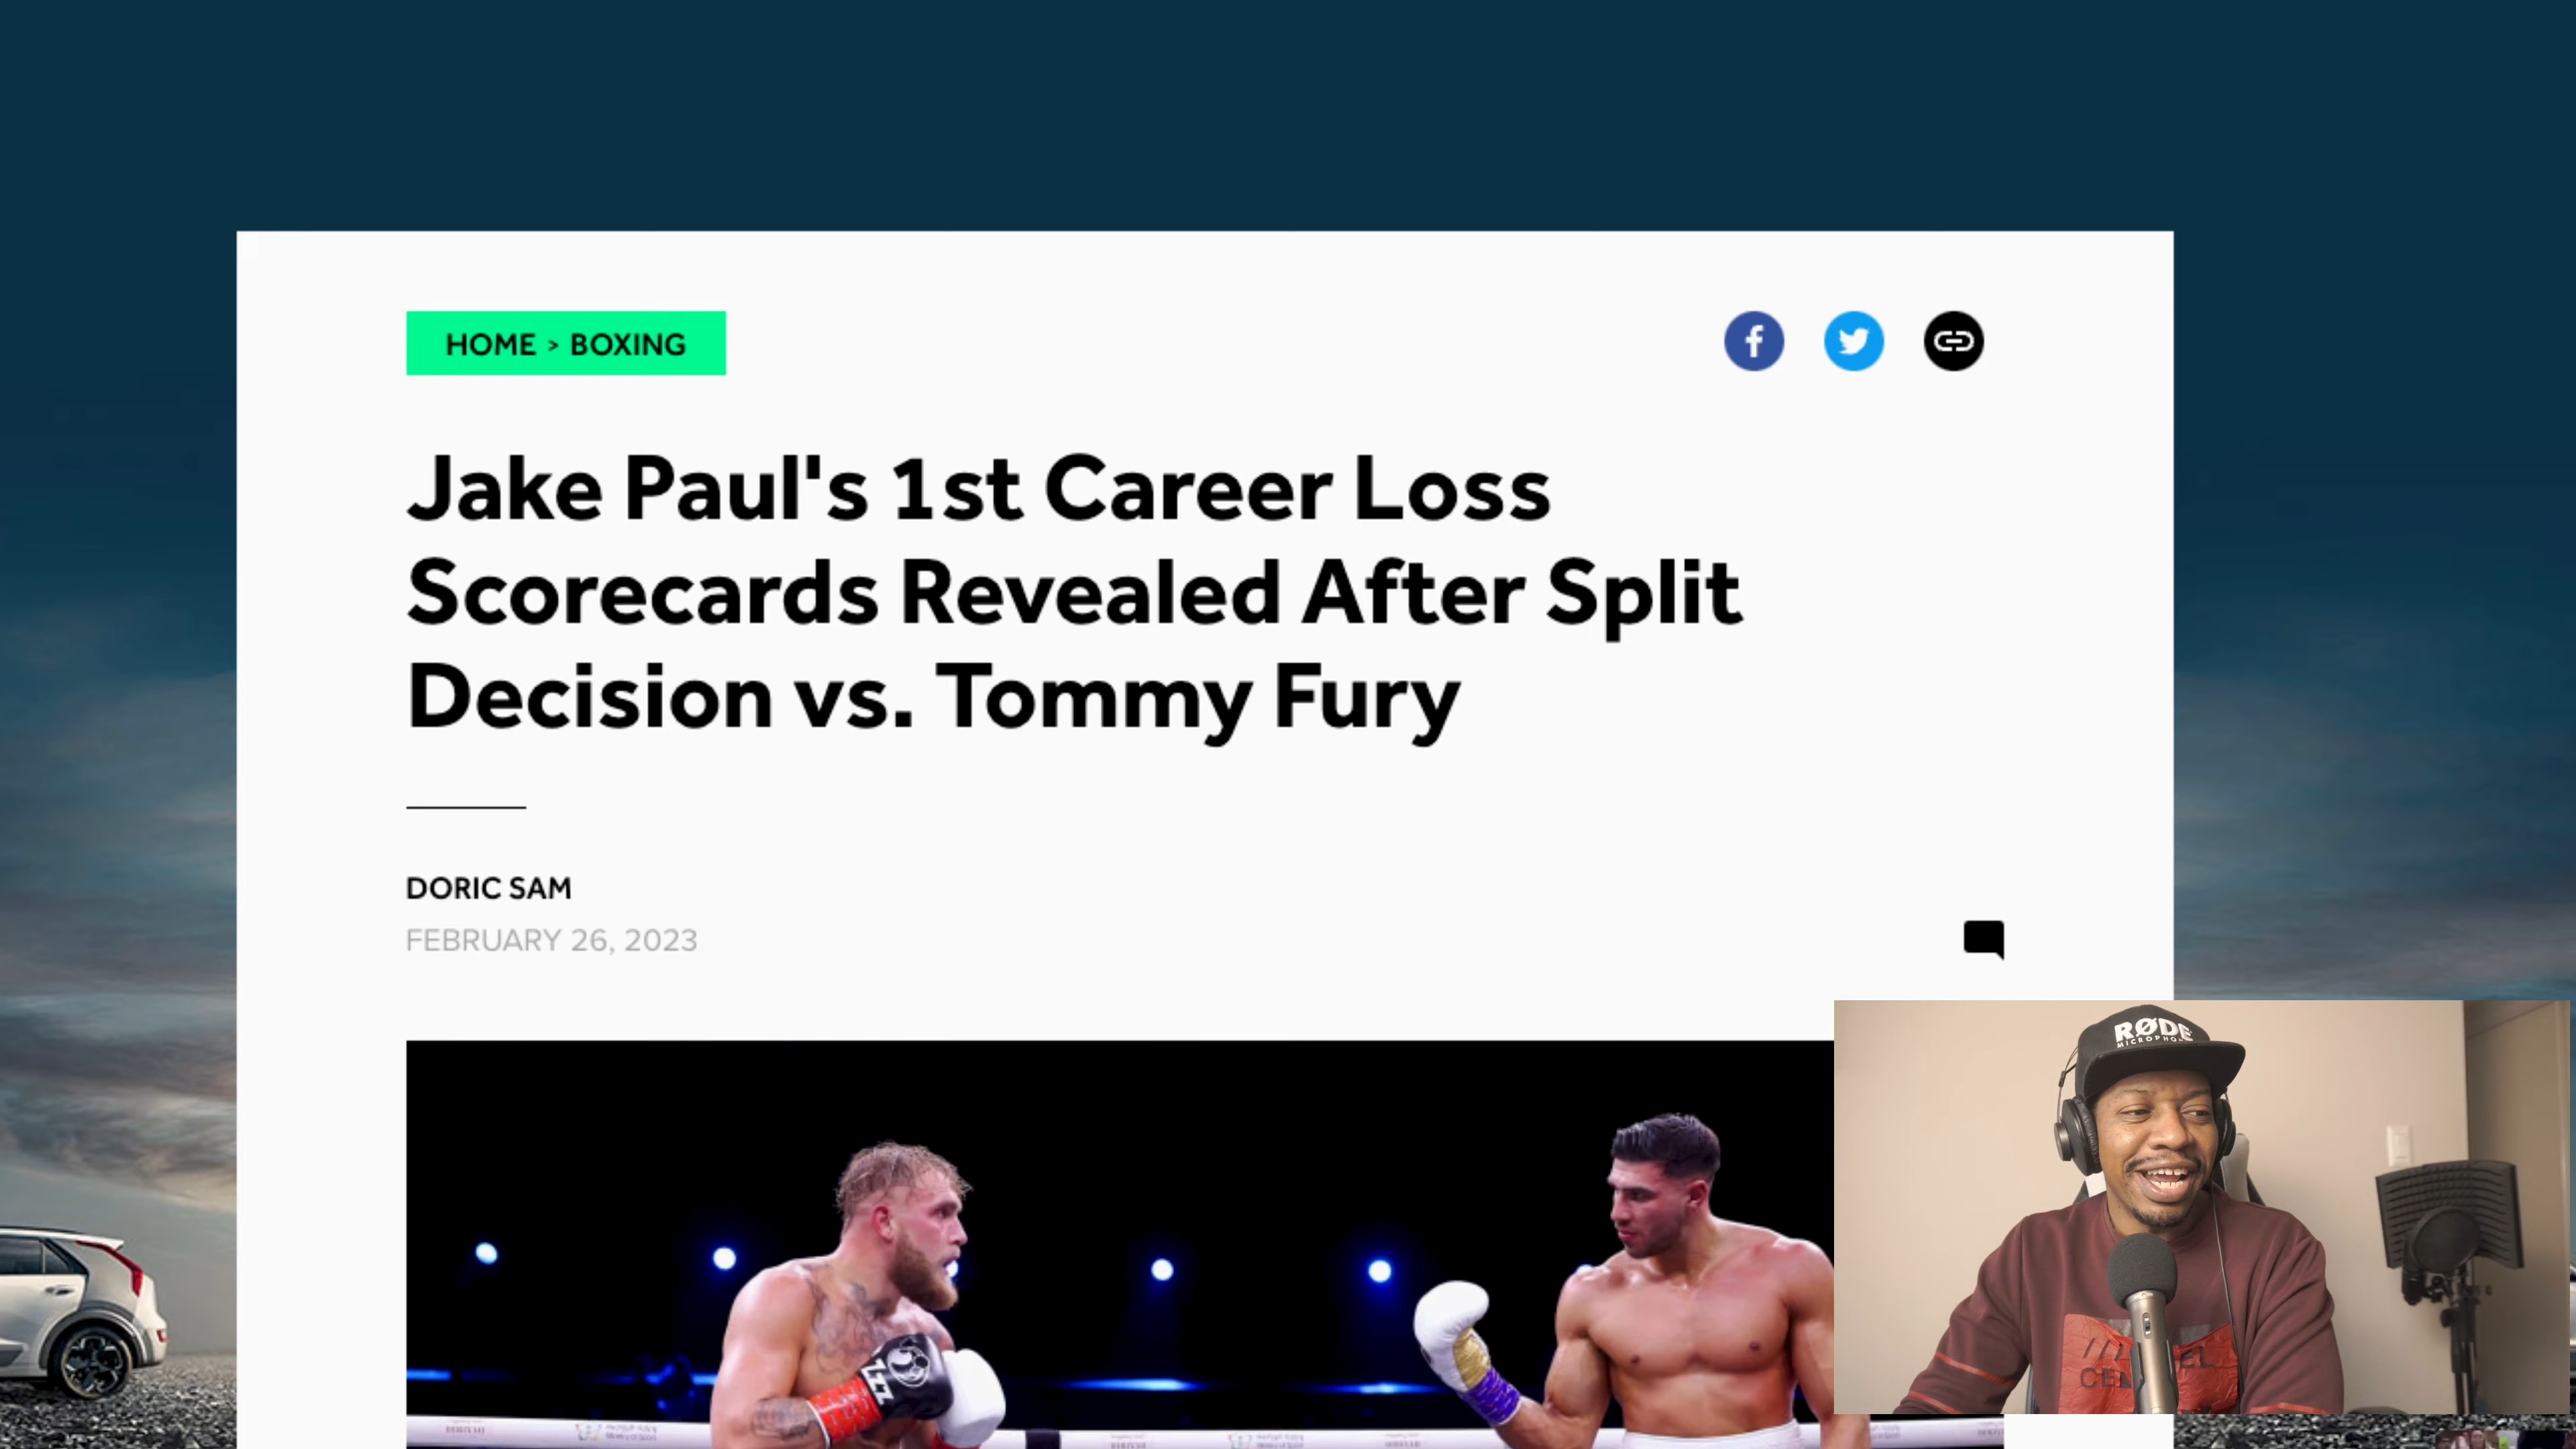 HOME > BOXING
Jake Paul's 1st Career Loss
Scorecards Revealed After Split
Decision vs. Tommy Fury
DORIC SAM
FEBRUARY 26, 2023
RØDE